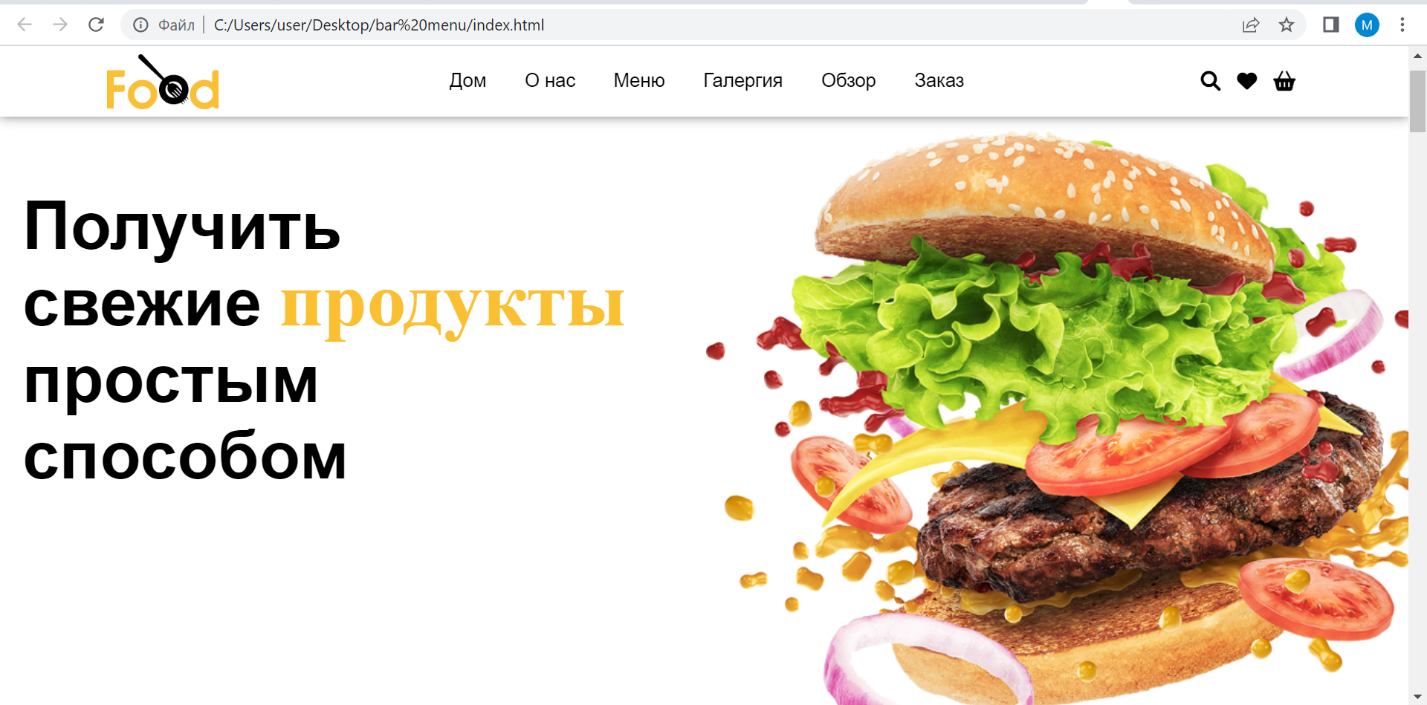 Файл C:/Users/user/Desktop/bar%20menu/index.html M
Food Дом О нас Меню Галергия Обзор Заказ
Получить
свежие продукты
простым
способом